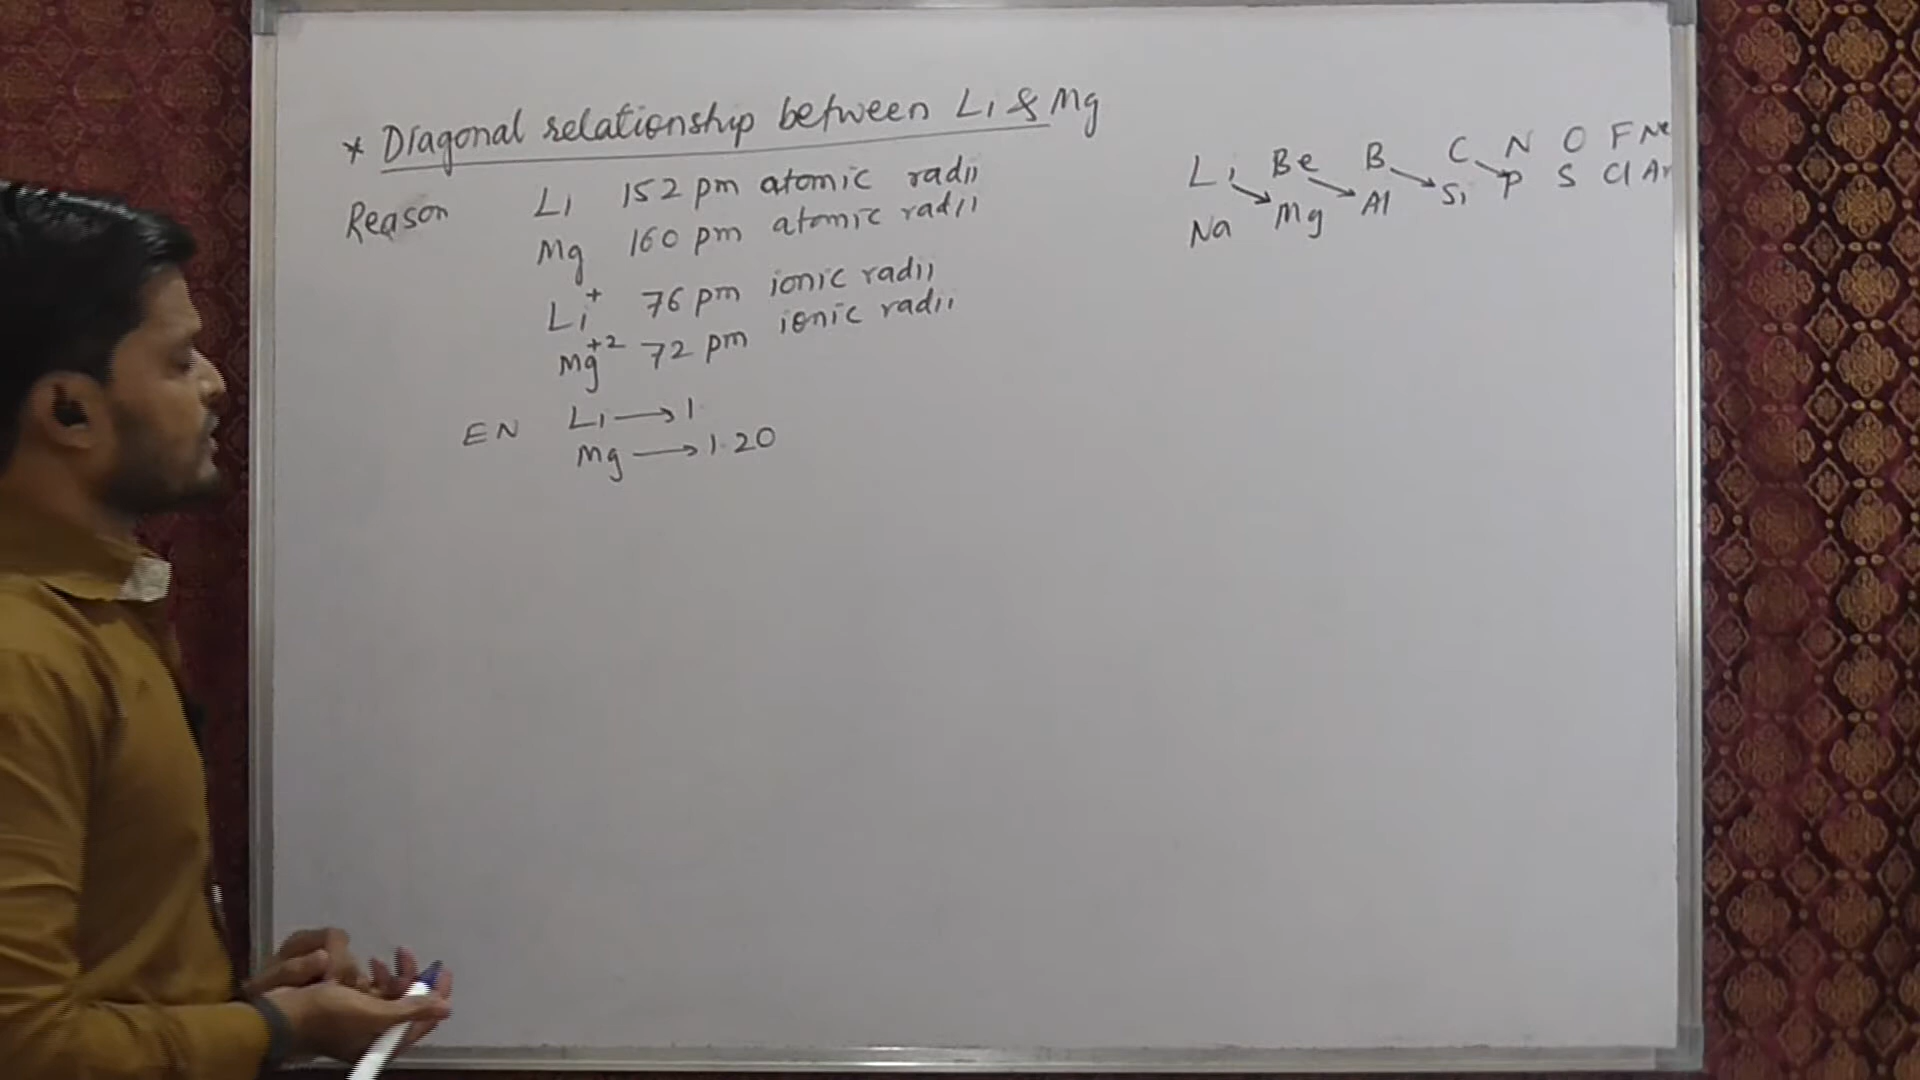 * Diagonal relationship between Li & Mg
Reason Li 152 pm atomic radii
Mg 160 pm atomic radii
Li+ 76 pm ionic radii
Mg+2 72 pm ionic radii
EN Li → 1
Mg → 1.20
Li Be B C N O F Ne
Na Mg Al Si P S Cl Ar